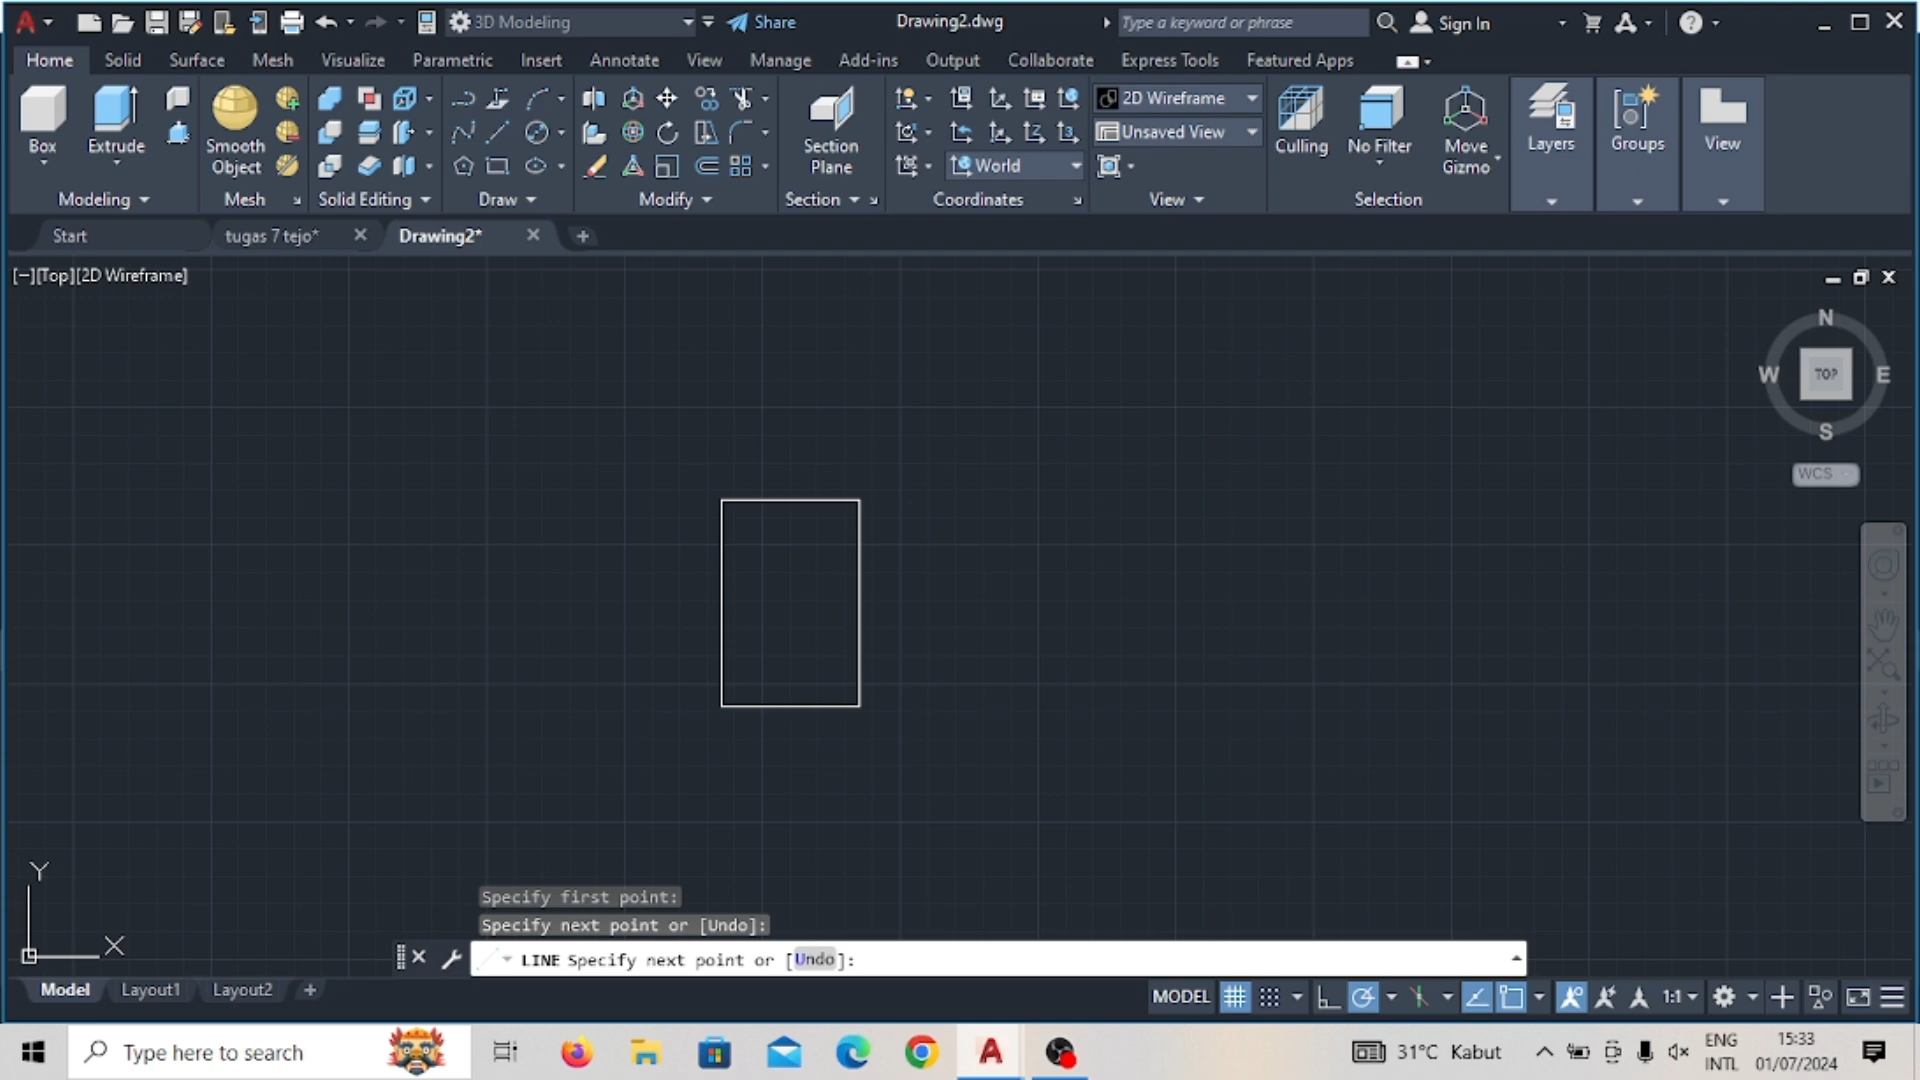 3D Modeling
Share
Drawing2.dwg
Type a keyword or phrase
Sign In
Home
Solid
Surface
Mesh
Visualize
Parametric
Insert
Annotate
View
Manage
Add-ins
Output
Collaborate
Express Tools
Featured Apps
Box
Extrude
Smooth
Object
Section
Plane
2D Wireframe
Unsaved View
World
Culling
No Filter
Move
Gizmo
Layers
Groups
View
Modeling
Mesh
Solid Editing
Draw
Modify
Section
Coordinates
View
Selection
Start
tugas 7 tejo*
Drawing2*
[−][Top][2D Wireframe]
N
W
TOP
E
S
WCS
Y
X
Specify first point:
Specify next point or [Undo]:
LINE Specify next point or [Undo]:
Model
Layout1
Layout2
MODEL
1:1
Type here to search
31°C Kabut
ENG
INTL
15:33
01/07/2024